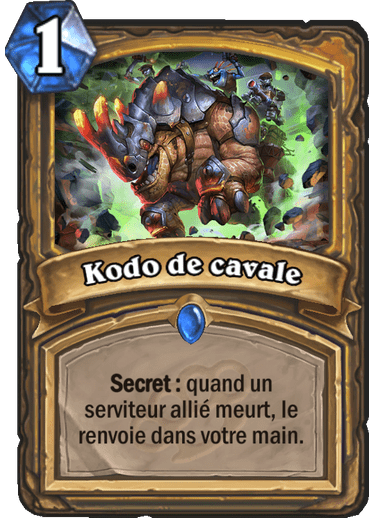 1
Kodo de cavale
Secret : quand un
serviteur allié meurt, le
renvoie dans votre main.